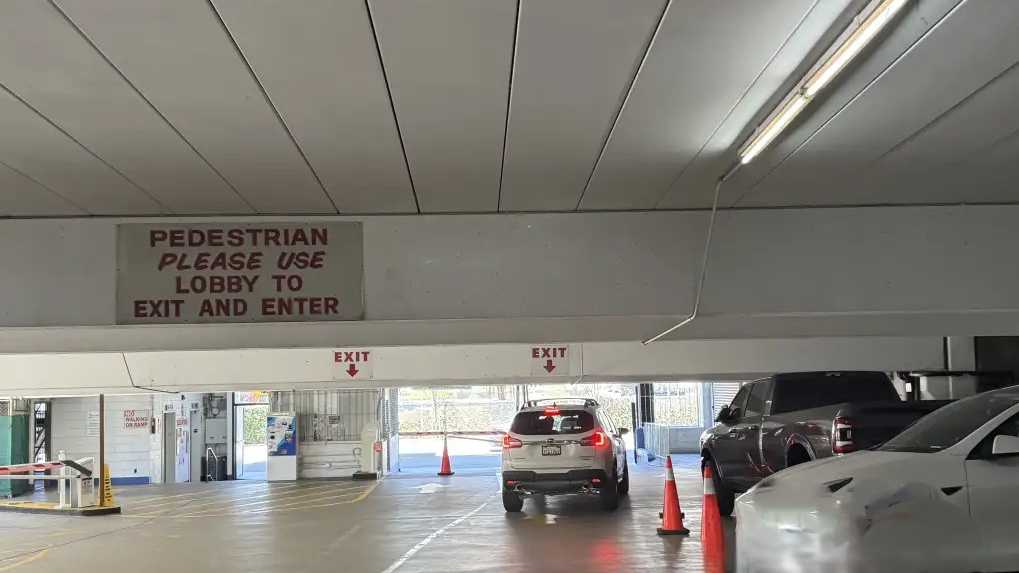 PEDESTRIAN
PLEASE USE
LOBBY TO
EXIT AND ENTER
EXIT
EXIT
NO
WALKING
ON RAMP